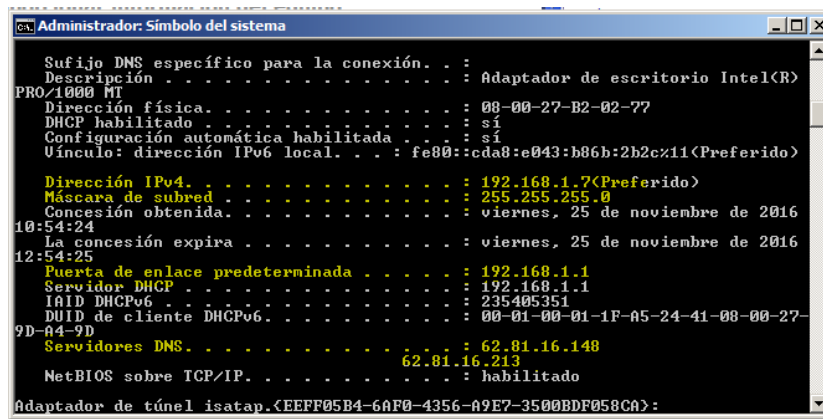 Administrador: Símbolo del sistema
Sufijo DNS específico para la conexión. . :
Descripción . . . . . . . . . . . . . . . : Adaptador de escritorio Intel(R)
PRO/1000 MT
Dirección física. . . . . . . . . . . . . : 08-00-27-B2-02-77
DHCP habilitado . . . . . . . . . . . . . : sí
Configuración automática habilitada . . . : sí
Vínculo: dirección IPv6 local. . . : fe80::cda8:e043:b86b:2b2c%11(Preferido)
Dirección IPv4. . . . . . . . . . . . . . : 192.168.1.7(Preferido)
Máscara de subred . . . . . . . . . . . . : 255.255.255.0
Concesión obtenida. . . . . . . . . . . . : viernes, 25 de noviembre de 2016
10:54:24
La concesión expira . . . . . . . . . . . : viernes, 25 de noviembre de 2016
12:54:25
Puerta de enlace predeterminada . . . . . : 192.168.1.1
Servidor DHCP . . . . . . . . . . . . . . : 192.168.1.1
IAID DHCPv6 . . . . . . . . . . . . . . . : 235405351
DUID de cliente DHCPv6. . . . . . . . . . : 00-01-00-01-1F-A5-24-41-08-00-27-
9D-A4-9D
Servidores DNS. . . . . . . . . . . . . . : 62.81.16.148
62.81.16.213
NetBIOS sobre TCP/IP. . . . . . . . . . . : habilitado
Adaptador de túnel isatap.{EEFF05B4-6AF0-4356-A9E7-3500BDF058CA}: